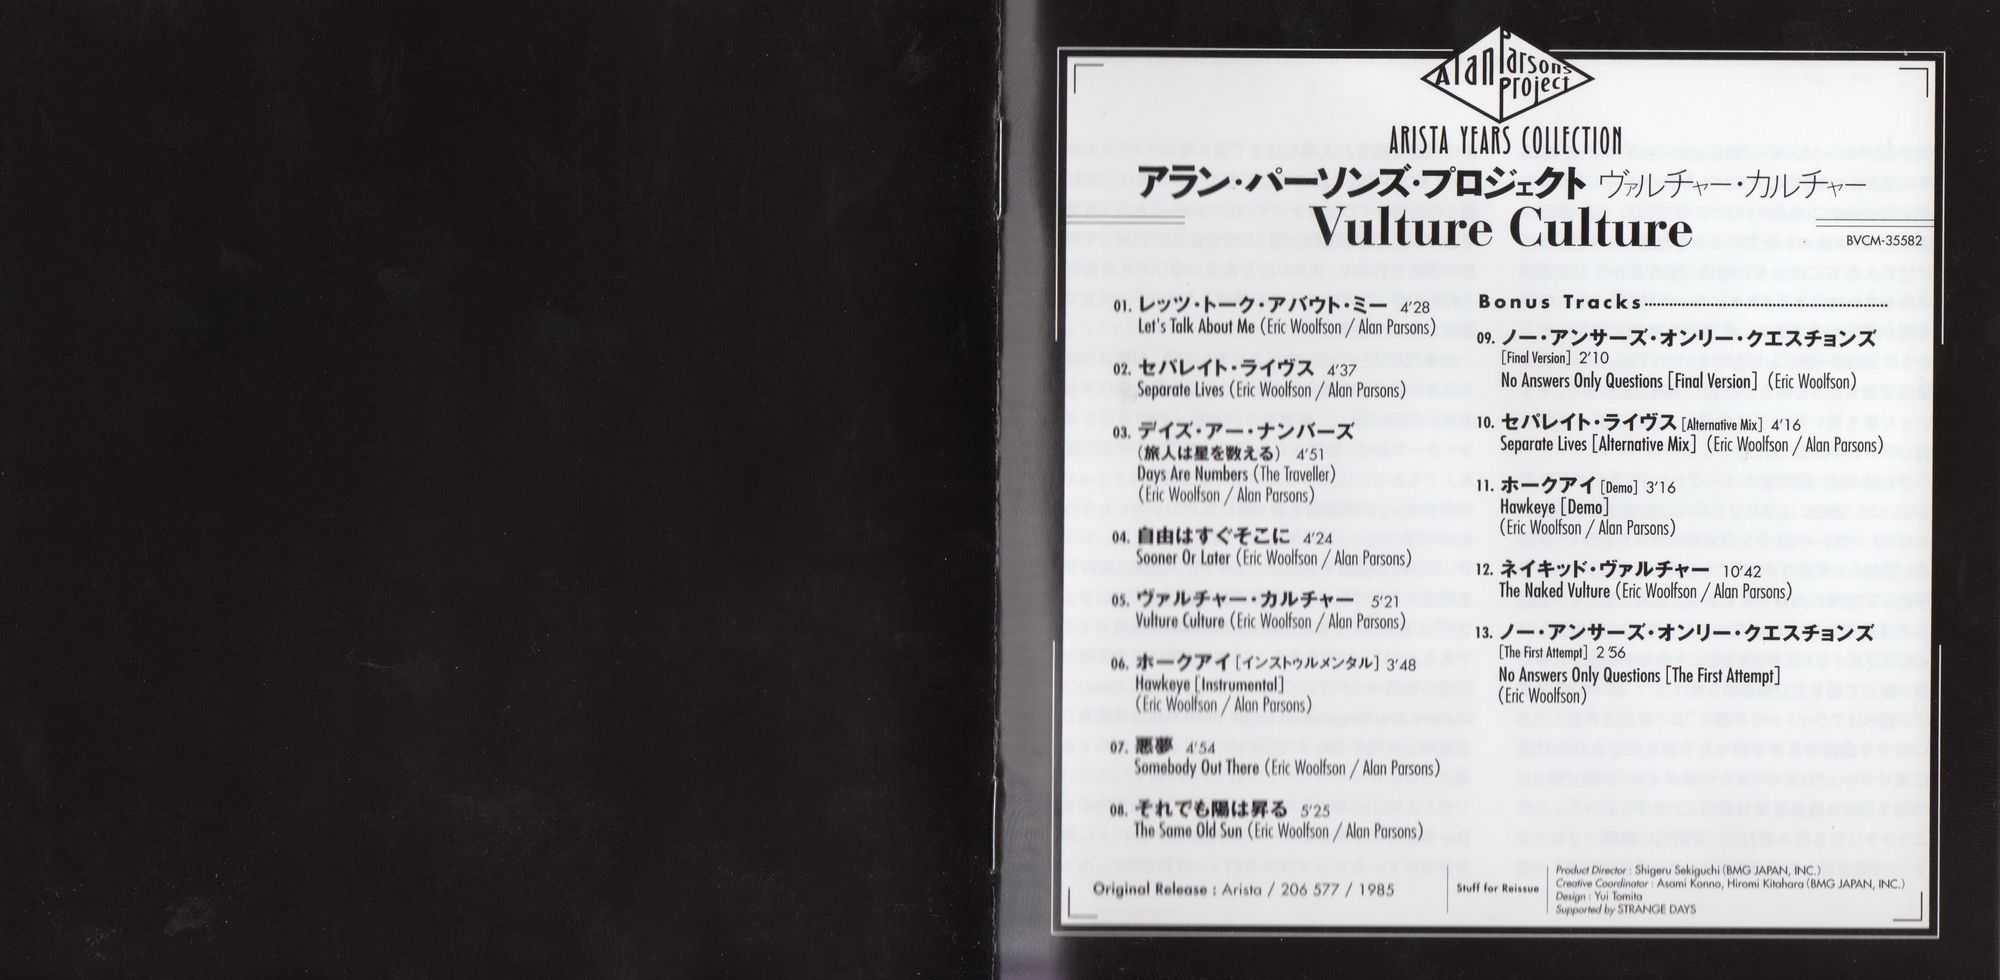 Alan Parsons Project
ARISTA YEARS COLLECTION
アラン・パーソンズ・プロジェクト ヴァルチャー・カルチャー
Vulture Culture
BVCM-35582
01. レッツ・トーク・アバウト・ミー 4'28
Let's Talk About Me (Eric Woolfson / Alan Parsons)
02. セパレイト・ライヴス 4'37
Separate Lives (Eric Woolfson / Alan Parsons)
03. デイズ・アー・ナンバーズ
(旅人は星を数える) 4'51
Days Are Numbers (The Traveller)
(Eric Woolfson / Alan Parsons)
04. 自由はすぐそこに 4'24
Sooner Or Later (Eric Woolfson / Alan Parsons)
05. ヴァルチャー・カルチャー 5'21
Vulture Culture (Eric Woolfson / Alan Parsons)
06. ホークアイ [インストゥルメンタル] 3'48
Hawkeye [Instrumental]
(Eric Woolfson / Alan Parsons)
07. 悪夢 4'54
Somebody Out There (Eric Woolfson / Alan Parsons)
08. それでも陽は昇る 5'25
The Same Old Sun (Eric Woolfson / Alan Parsons)
Bonus Tracks
09. ノー・アンサーズ・オンリー・クエスチョンズ
[Final Version] 2'10
No Answers Only Questions [Final Version] (Eric Woolfson)
10. セパレイト・ライヴス [Alternative Mix] 4'16
Separate Lives [Alternative Mix] (Eric Woolfson / Alan Parsons)
11. ホークアイ [Demo] 3'16
Hawkeye [Demo]
(Eric Woolfson / Alan Parsons)
12. ネイキッド・ヴァルチャー 10'42
The Naked Vulture (Eric Woolfson / Alan Parsons)
13. ノー・アンサーズ・オンリー・クエスチョンズ
[The First Attempt] 2'56
No Answers Only Questions [The First Attempt]
(Eric Woolfson)
Original Release : Arista / 206 577 / 1985
Stuff for Reissue
Product Director : Shigeru Sekiguchi (BMG JAPAN, INC.)
Creative Coordinator : Asami Konno, Hiromi Kitahara (BMG JAPAN, INC.)
Design : Yui Tomita
Supported by STRANGE DAYS